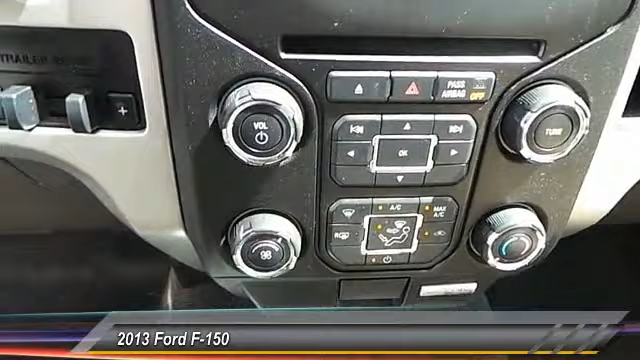 TRAILER
+
PASS
AIRBAG
OFF
VOL
TUNE
OK
A/C
MAX
A/C
R
2013 Ford F-150